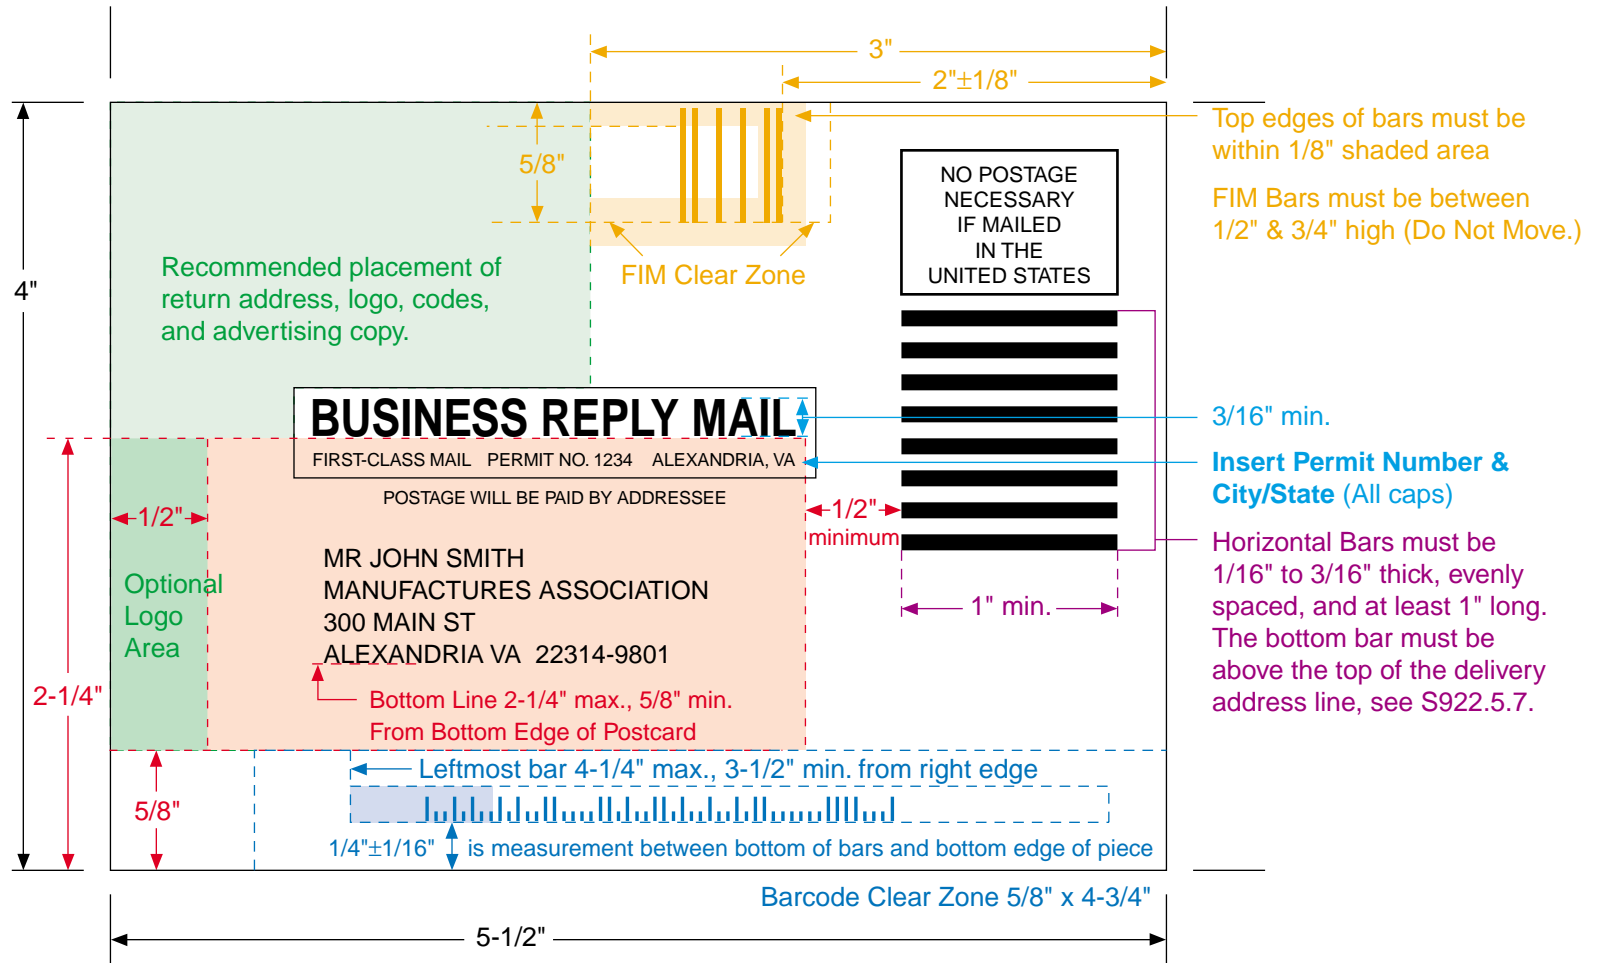 3"
2"±1/8"
Top edges of bars must be
within 1/8" shaded area
5/8"
NO POSTAGE
NECESSARY
IF MAILED
IN THE
UNITED STATES
FIM Bars must be between
1/2" & 3/4" high (Do Not Move.)
FIM Clear Zone
Recommended placement of
return address, logo, codes,
and advertising copy.
4"
BUSINESS REPLY MAIL
3/16" min.
FIRST-CLASS MAIL PERMIT NO. 1234 ALEXANDRIA, VA
Insert Permit Number &
City/State (All caps)
POSTAGE WILL BE PAID BY ADDRESSEE
1/2"
1/2"
minimum
Horizontal Bars must be
1/16" to 3/16" thick, evenly
spaced, and at least 1" long.
The bottom bar must be
above the top of the delivery
address line, see S922.5.7.
MR JOHN SMITH
MANUFACTURES ASSOCIATION
300 MAIN ST
ALEXANDRIA VA 22314-9801
Optional
Logo
Area
1" min.
2-1/4"
Bottom Line 2-1/4" max., 5/8" min.
From Bottom Edge of Postcard
Leftmost bar 4-1/4" max., 3-1/2" min. from right edge
5/8"
1/4"±1/16" is measurement between bottom of bars and bottom edge of piece
Barcode Clear Zone 5/8" x 4-3/4"
5-1/2"